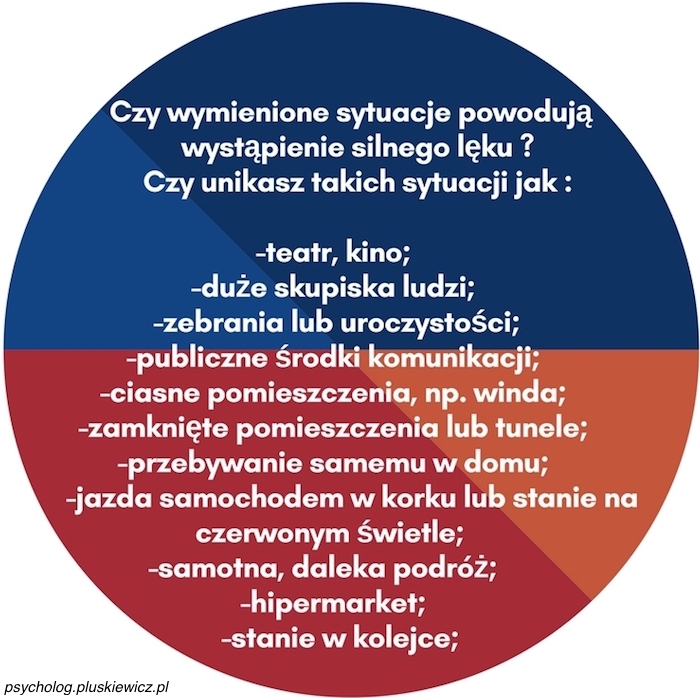 Czy wymienione sytuacje powodują
wystąpienie silnego lęku ?
Czy unikasz takich sytuacji jak :
-teatr, kino;
-duże skupiska ludzi;
-zebrania lub uroczystości;
-publiczne środki komunikacji;
-ciasne pomieszczenia, np. winda;
-zamknięte pomieszczenia lub tunele;
-przebywanie samemu w domu;
-jazda samochodem w korku lub stanie na
czerwonym świetle;
-samotna, daleka podróż;
-hipermarket;
-stanie w kolejce;
psycholog.pluskiewicz.pl